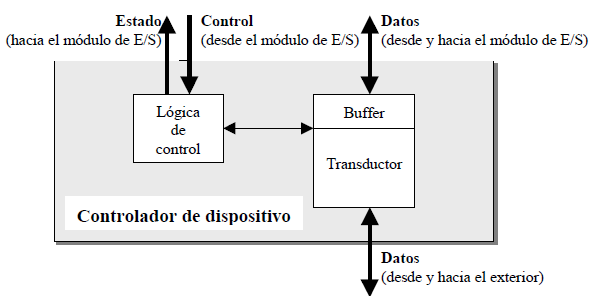 Estado
(hacia el módulo de E/S)
Control
(desde el módulo de E/S)
Datos
(desde y hacia el módulo de E/S)
Lógica
de
control
Buffer
Transductor
Controlador de dispositivo
Datos
(desde y hacia el exterior)